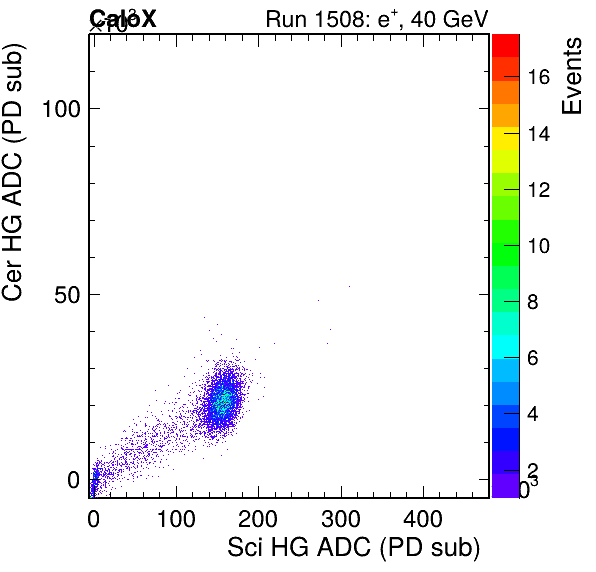 CaloX
×10³
Run 1508: e⁺, 40 GeV
Cer HG ADC (PD sub)
100
50
0
0 100 200 300 400
Sci HG ADC (PD sub)
Events
16
14
12
10
8
6
4
2